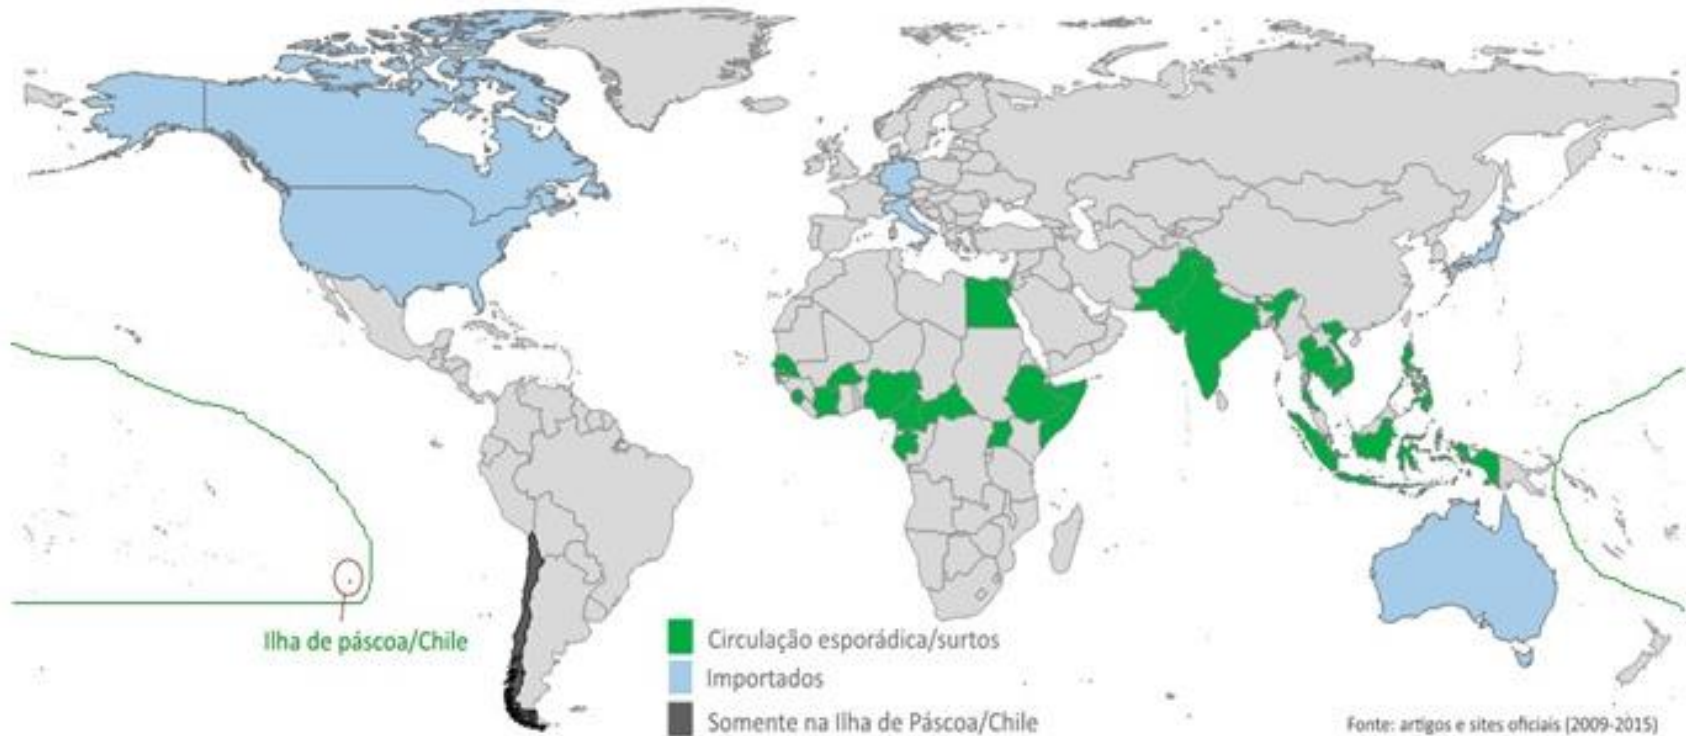 Ilha de páscoa/Chile
Circulação esporádica/surtos
Importados
Somente na Ilha de Páscoa/Chile
Fonte: artigos e sites oficiais (2009-2015)